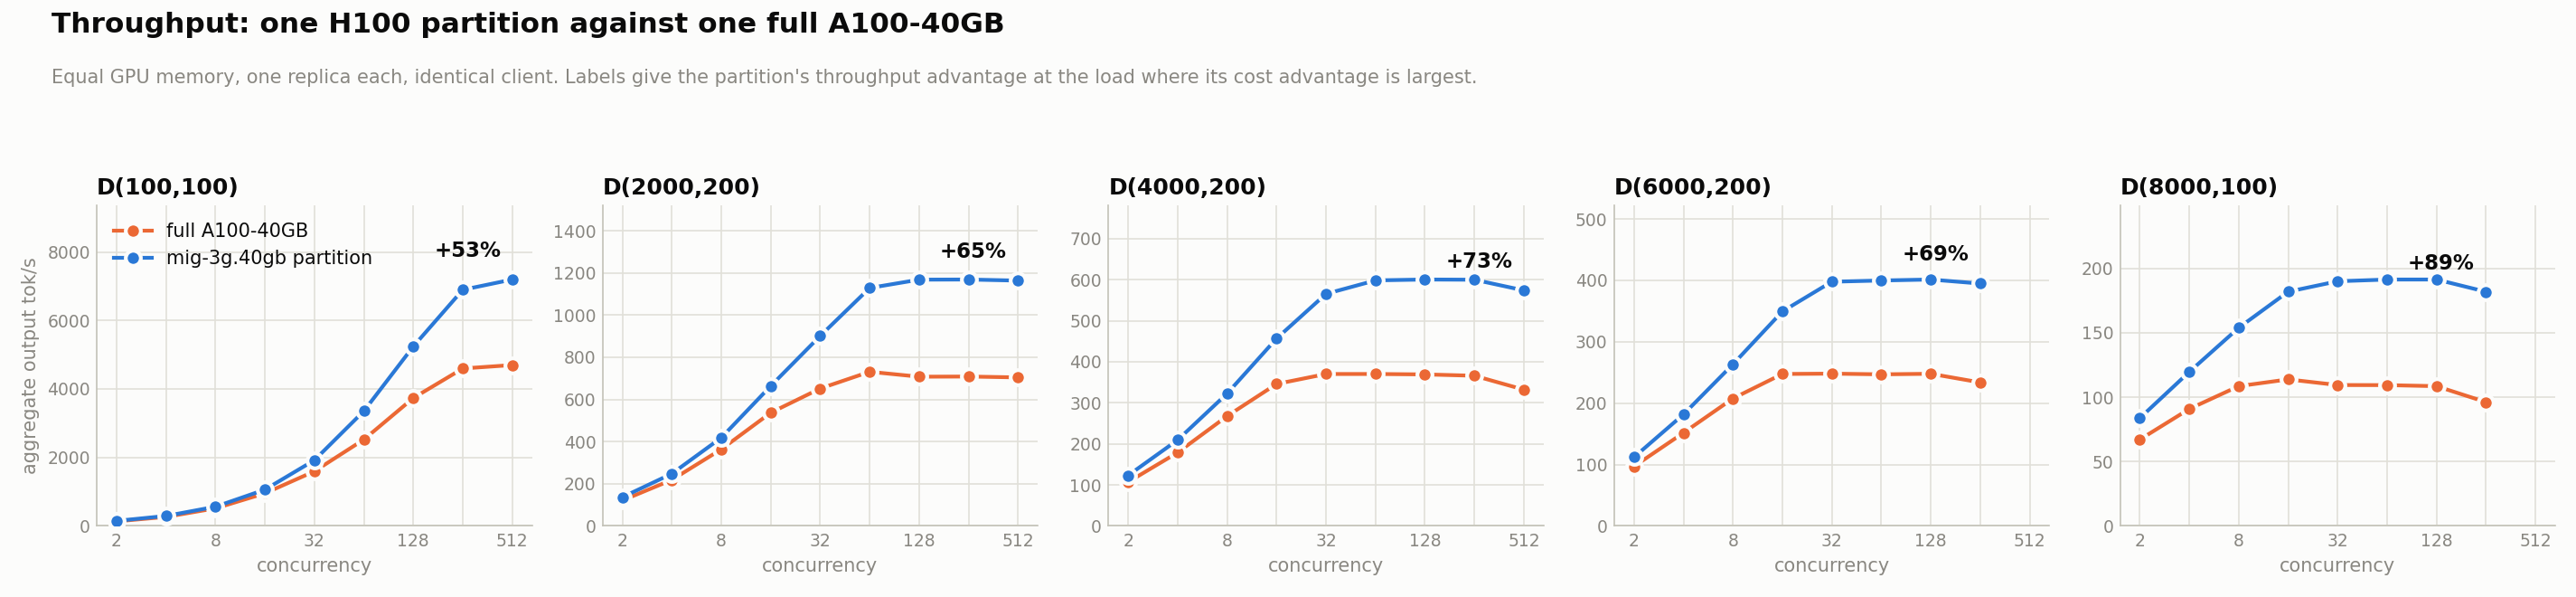 Throughput: one H100 partition against one full A100-40GB
Equal GPU memory, one replica each, identical client. Labels give the partition's throughput advantage at the load where its cost advantage is largest.
D(100,100)
aggregate output tok/s
8000
6000
4000
2000
0
full A100-40GB
mig-3g.40gb partition
+53%
2 8 32 128 512
concurrency
D(2000,200)
1400
1200
1000
800
600
400
200
0
+65%
2 8 32 128 512
concurrency
D(4000,200)
700
600
500
400
300
200
100
0
+73%
2 8 32 128 512
concurrency
D(6000,200)
500
400
300
200
100
0
+69%
2 8 32 128 512
concurrency
D(8000,100)
200
150
100
50
0
+89%
2 8 32 128 512
concurrency